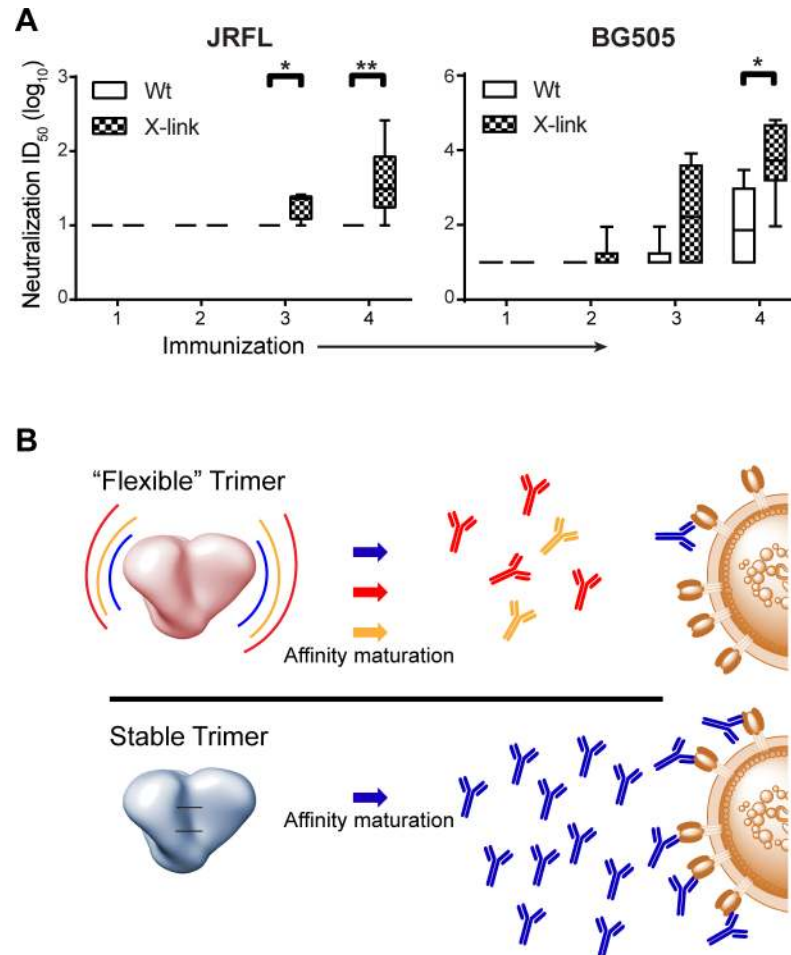 A
JRFL
BG505
Neutralization ID50 (log10)
3
2
1
0
Wt
X-link
*
**
1
2
3
4
6
4
2
0
Wt
X-link
*
1
2
3
4
Immunization
B
“Flexible” Trimer
Affinity maturation
Stable Trimer
Affinity maturation